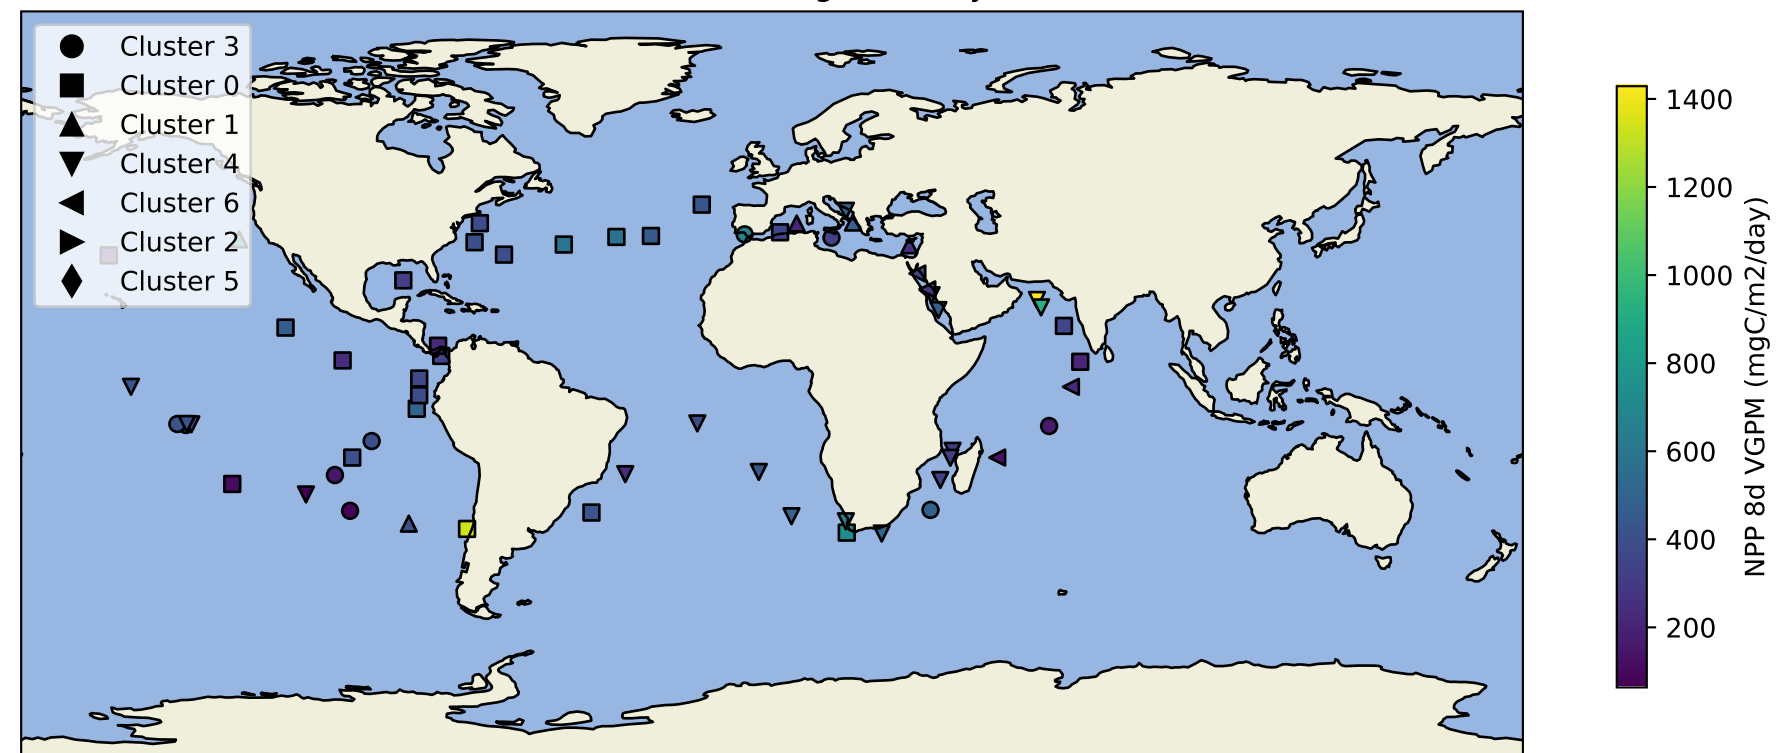 Cluster 3
Cluster 0
Cluster 1
Cluster 4
Cluster 6
Cluster 2
Cluster 5
1400
1200
1000
800
600
400
200
NPP 8d VGPM (mgC/m2/day)